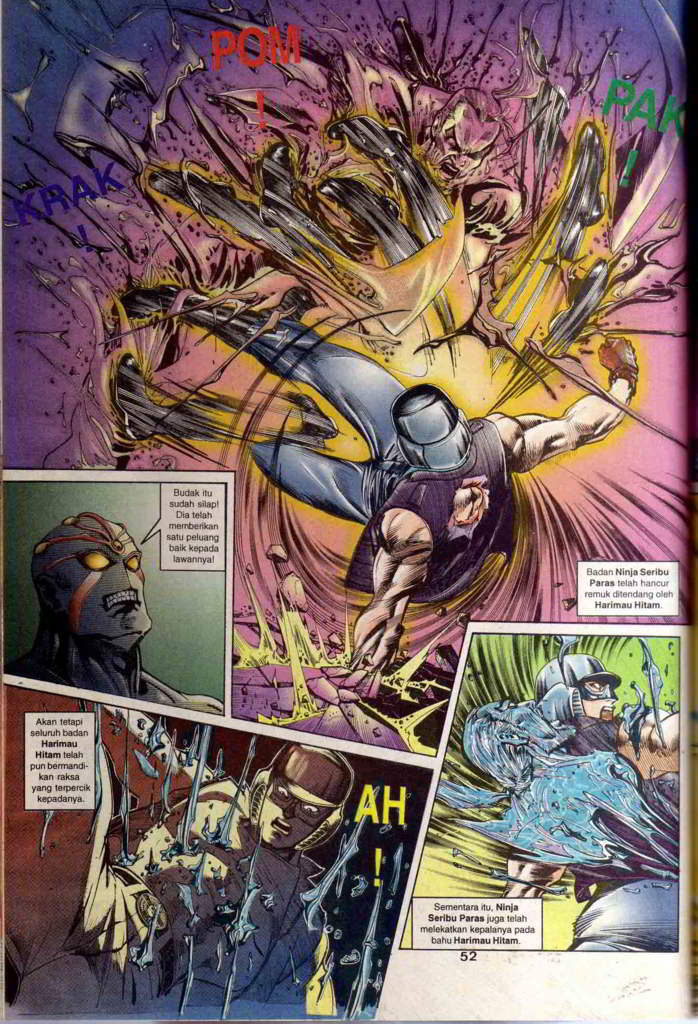 POM
!
PAK
!
KRAK
!
Badan Ninja Seribu
Paras telah hancur
remuk ditendang oleh
Harimau Hitam.
Budak itu
sudah silap!
Dia telah
memberikan
satu peluang
baik kepada
lawannya!
Akan tetapi
seluruh badan
Harimau
Hitam telah
pun bermandi-
kan raksa
yang terpercik
kepadanya.
AH
!
Sementara itu, Ninja
Seribu Paras juga telah
melekatkan kepalanya pada
bahu Harimau Hitam.
52